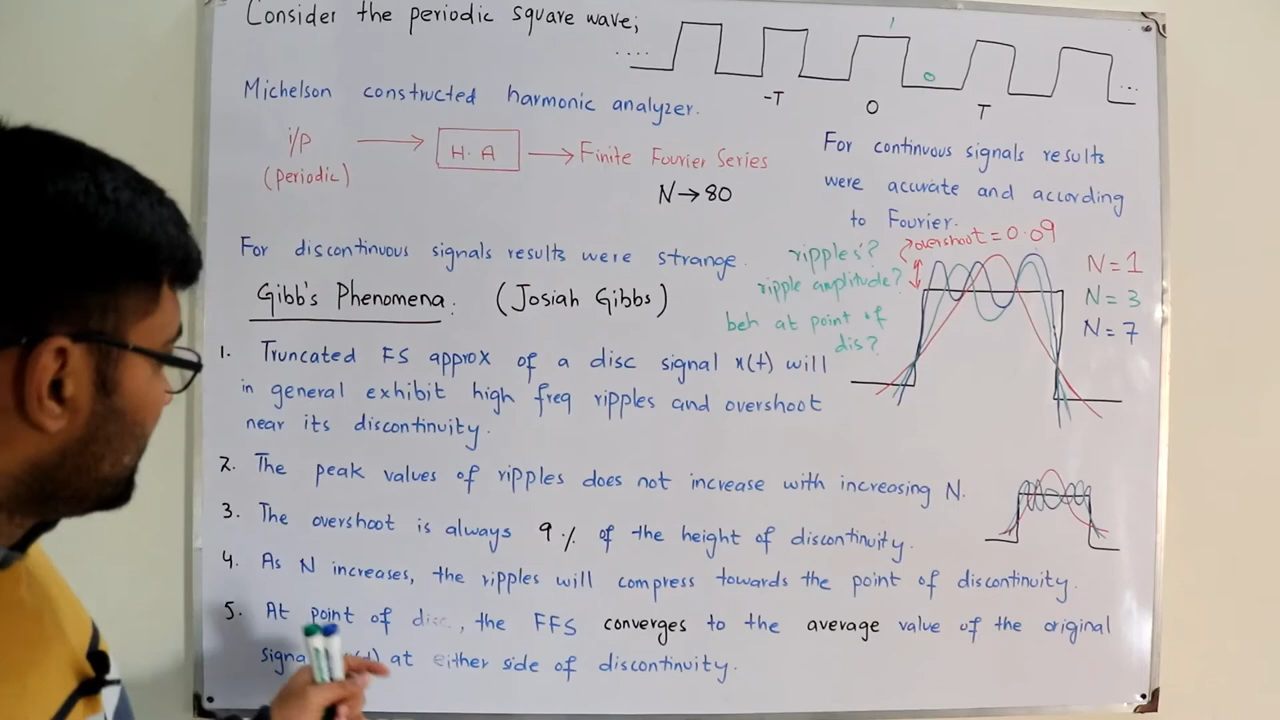 Consider the periodic square wave;
....
1
0
...
-T
0
T
Michelson constructed harmonic analyzer.
i/p
(periodic)
H.A
Finite Fourier Series
N→80
For continuous signals results
were accurate and according
to Fourier.
For discontinuous signals results were strange.
ripples?
ripple amplitude?
beh at point of
dis?
overshoot=0.09
N=1
N=3
N=7
Gibb's Phenomena: (Josiah Gibbs)
1. Truncated FS approx of a disc signal x(t) will
in general exhibit high freq ripples and overshoot
near its discontinuity.
2. The peak values of ripples does not increase with increasing N.
3. The overshoot is always 9% of the height of discontinuity.
4. As N increases, the ripples will compress towards the point of discontinuity.
5. At point of disc, the FFS converges to the average value of the original
at either side of discontinuity.